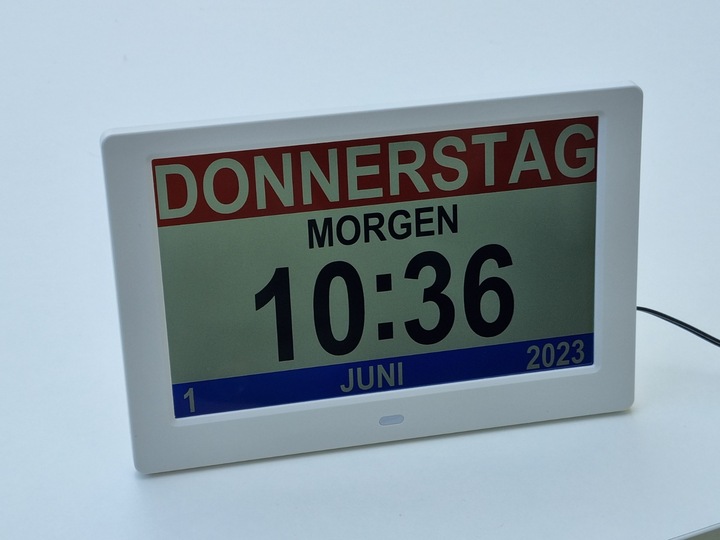 DONNERSTAG
MORGEN
10:36
1 JUNI 2023